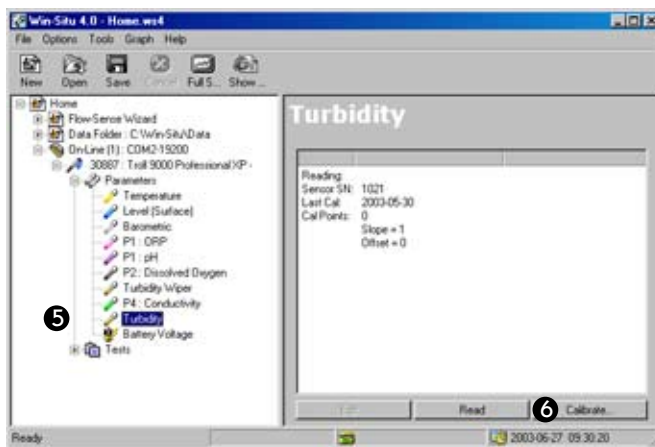 Win-Situ 4.0 - Home.ws4
File Options Tools Graph Help
New Open Save Cancel Full S... Show ...
Home
Flow-Sense Wizard
Data Folder : C:\Win-Situ\Data
On-Line (1) : COM2-19200
30887 : Troll 9000 Professional XP -
Parameters
Temperature
Level (Surface)
Barometric
P1 : ORP
P1 : pH
P2 : Dissolved Oxygen
Turbidity Wiper
P4 : Conductivity
5 Turbidity
Battery Voltage
Tests
Turbidity
Reading:
Sensor SN: 1021
Last Cal: 2003-05-30
Cal Points: 0
Slope = 1
Offset = 0
Read
6 Calibrate...
Ready
2003-06-27 09:30:20